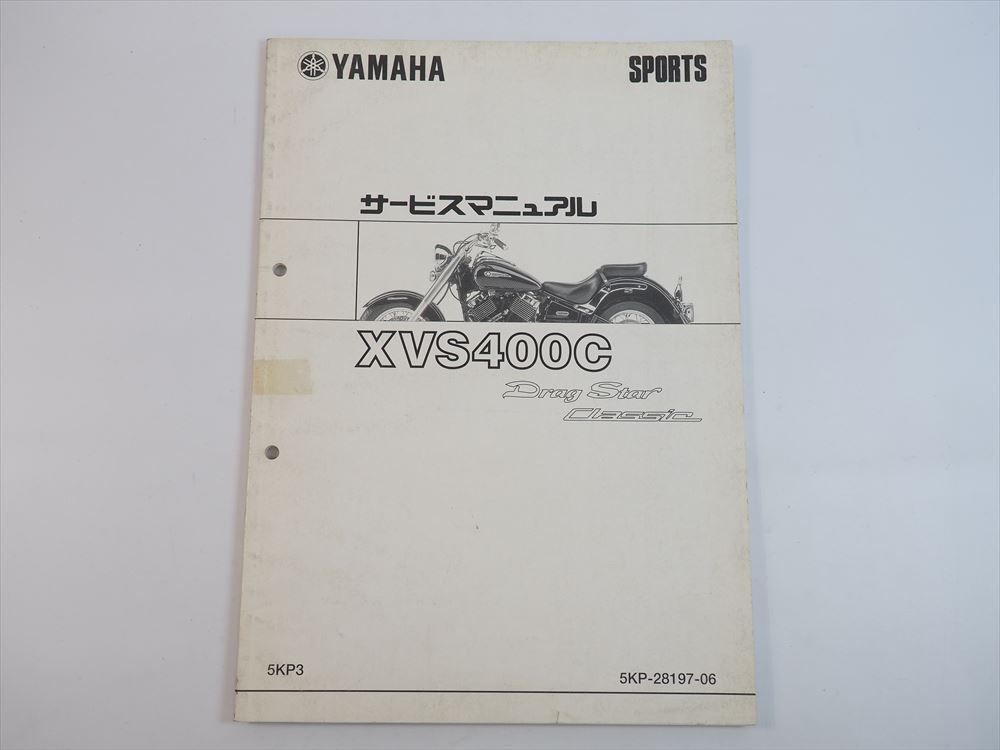 YAMAHA SPORTS
サービスマニュアル
XVS400C
Drag Star
Classic
5KP3
5KP-28197-06